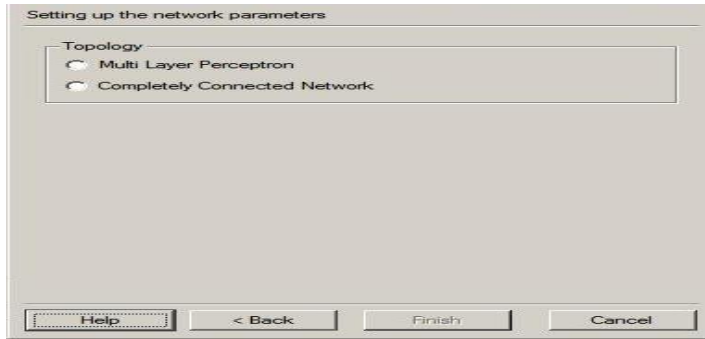 Setting up the network parameters
Topology
Multi Layer Perceptron
Completely Connected Network
Help
< Back
Finish
Cancel